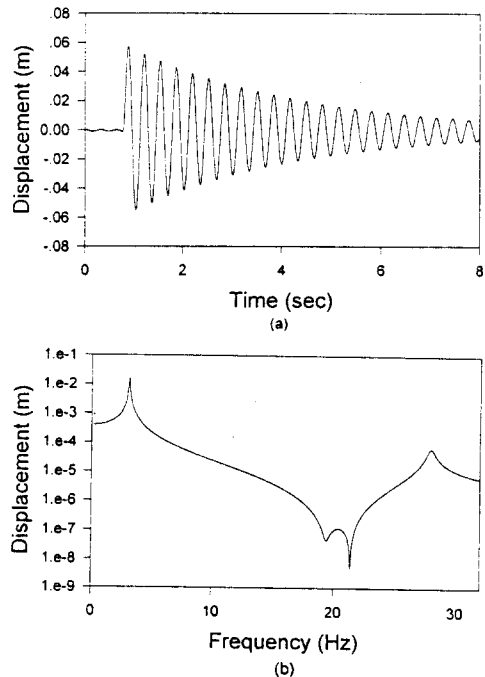 .08
.06
.04
.02
0.00
-.02
-.04
-.06
-.08
Displacement (m)
0 2 4 6 8
Time (sec)
(a)
1.e-1
1.e-2
1.e-3
1.e-4
1.e-5
1.e-6
1.e-7
1.e-8
1.e-9
Displacement (m)
0 10 20 30
Frequency (Hz)
(b)